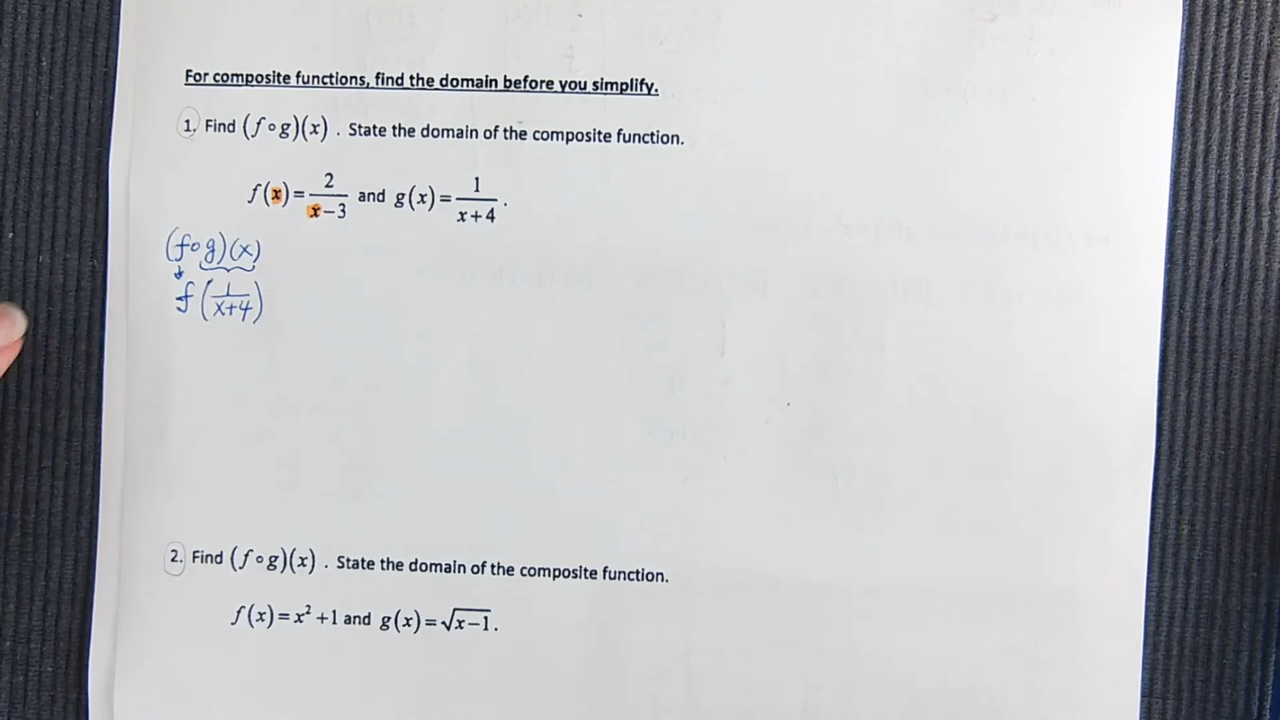 For composite functions, find the domain before you simplify.
1. Find (f∘g)(x) . State the domain of the composite function.
f(x)=2/(x−3) and g(x)=1/(x+4) .
(f∘g)(x)
f(1/(x+4))
2. Find (f∘g)(x) . State the domain of the composite function.
f(x)=x²+1 and g(x)=√(x−1).